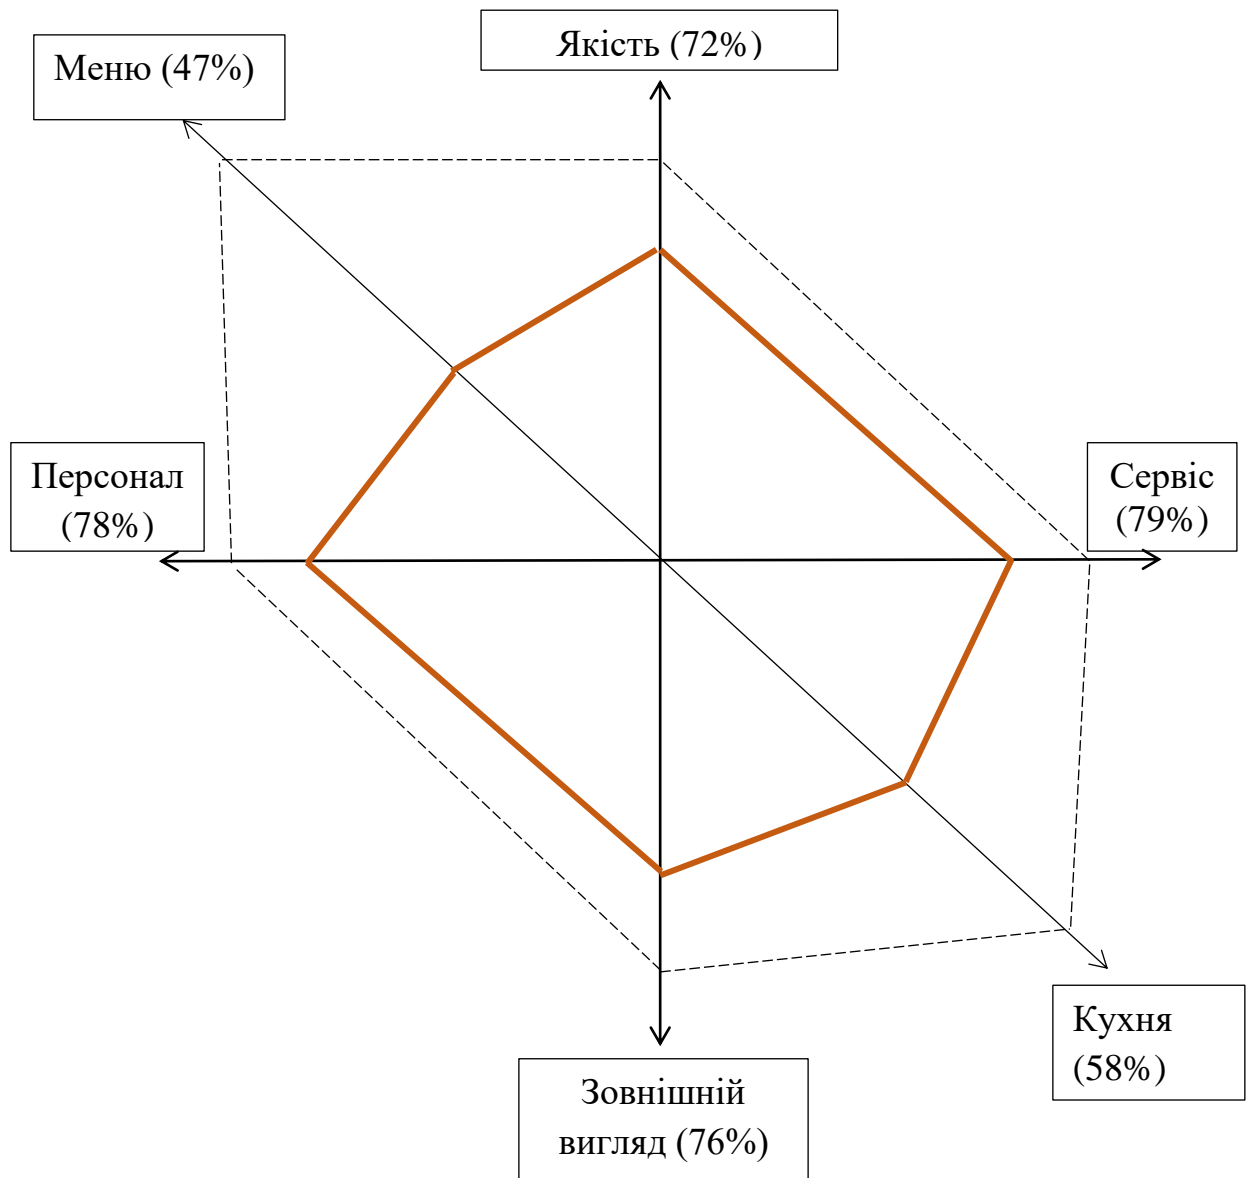 Якість (72%)
Меню (47%)
Персонал
(78%)
Сервіс
(79%)
Кухня
(58%)
Зовнішній
вигляд (76%)